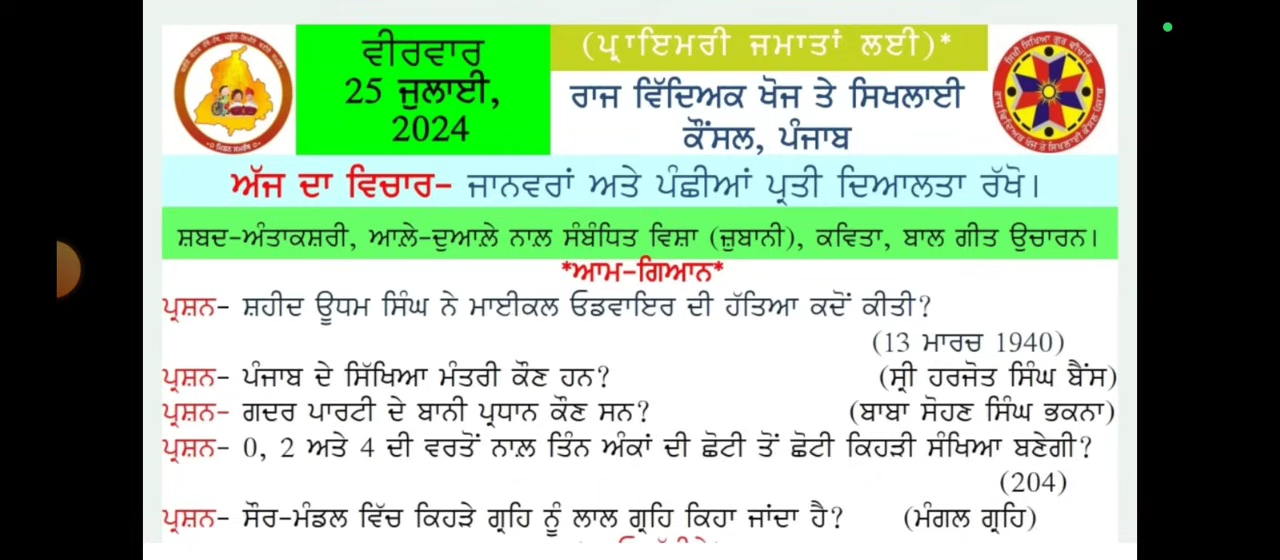 ਵੀਰਵਾਰ
25 ਜੁਲਾਈ,
2024
(ਪ੍ਰਾਇਮਰੀ ਜਮਾਤਾਂ ਲਈ)*
ਰਾਜ ਵਿੱਦਿਅਕ ਖੋਜ ਤੇ ਸਿਖਲਾਈ
ਕੌਂਸਲ, ਪੰਜਾਬ
ਅੱਜ ਦਾ ਵਿਚਾਰ- ਜਾਨਵਰਾਂ ਅਤੇ ਪੰਛੀਆਂ ਪ੍ਰਤੀ ਦਿਆਲਤਾ ਰੱਖੋ।
ਸ਼ਬਦ-ਅੰਤਾਕਸ਼ਰੀ, ਆਲ਼ੇ-ਦੁਆਲ਼ੇ ਨਾਲ਼ ਸੰਬੰਧਿਤ ਵਿਸ਼ਾ (ਜ਼ੁਬਾਨੀ), ਕਵਿਤਾ, ਬਾਲ ਗੀਤ ਉਚਾਰਨ।
*ਆਮ-ਗਿਆਨ*
ਪ੍ਰਸ਼ਨ- ਸ਼ਹੀਦ ਊਧਮ ਸਿੰਘ ਨੇ ਮਾਈਕਲ ਓਡਵਾਇਰ ਦੀ ਹੱਤਿਆ ਕਦੋਂ ਕੀਤੀ?
(13 ਮਾਰਚ 1940)
ਪ੍ਰਸ਼ਨ- ਪੰਜਾਬ ਦੇ ਸਿੱਖਿਆ ਮੰਤਰੀ ਕੌਣ ਹਨ? (ਸ੍ਰੀ ਹਰਜੋਤ ਸਿੰਘ ਬੈਂਸ)
ਪ੍ਰਸ਼ਨ- ਗਦਰ ਪਾਰਟੀ ਦੇ ਬਾਨੀ ਪ੍ਰਧਾਨ ਕੌਣ ਸਨ? (ਬਾਬਾ ਸੋਹਣ ਸਿੰਘ ਭਕਨਾ)
ਪ੍ਰਸ਼ਨ- 0, 2 ਅਤੇ 4 ਦੀ ਵਰਤੋਂ ਨਾਲ਼ ਤਿੰਨ ਅੰਕਾਂ ਦੀ ਛੋਟੀ ਤੋਂ ਛੋਟੀ ਕਿਹੜੀ ਸੰਖਿਆ ਬਣੇਗੀ?
(204)
ਪ੍ਰਸ਼ਨ- ਸੌਰ-ਮੰਡਲ ਵਿੱਚ ਕਿਹੜੇ ਗ੍ਰਹਿ ਨੂੰ ਲਾਲ ਗ੍ਰਹਿ ਕਿਹਾ ਜਾਂਦਾ ਹੈ? (ਮੰਗਲ ਗ੍ਰਹਿ)